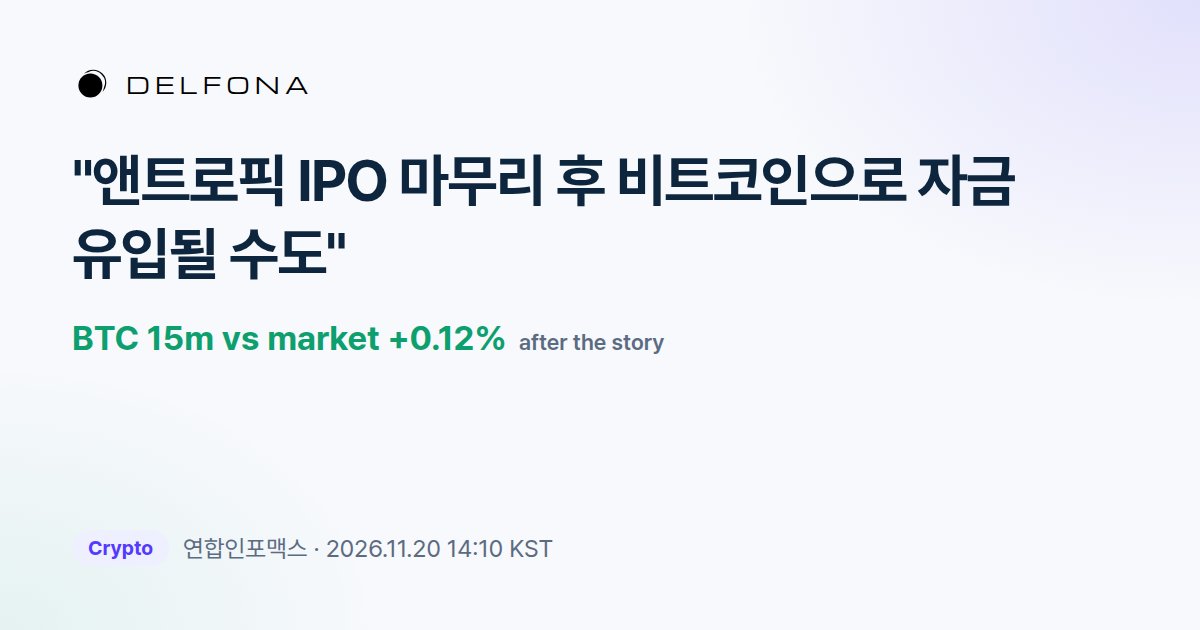 DELFONA
"앤트로픽 IPO 마무리 후 비트코인으로 자금
유입될 수도"
BTC 15m vs market +0.12% after the story
Crypto 연합인포맥스 · 2026.11.20 14:10 KST